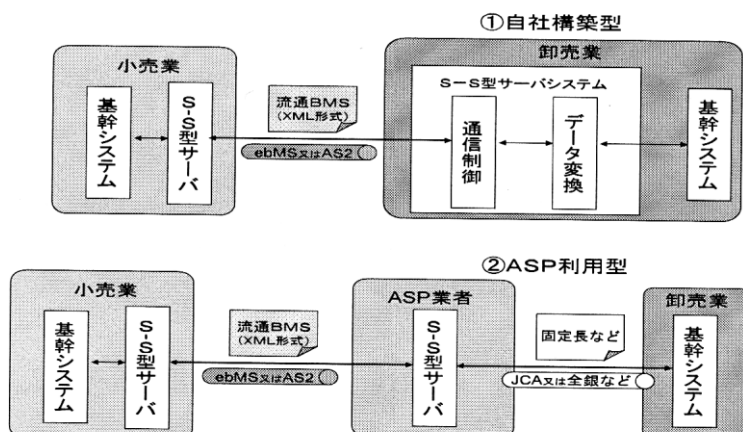 ①自社構築型
小売業
基幹システム
S-S型サーバ
流通BMS
(XML形式)
ebMS又はAS2
卸売業
S-S型サーバシステム
通信制御
データ変換
基幹システム
②ASP利用型
小売業
基幹システム
S-S型サーバ
流通BMS
(XML形式)
ebMS又はAS2
ASP業者
S-S型サーバ
固定長など
JCA又は全銀など
卸売業
基幹システム